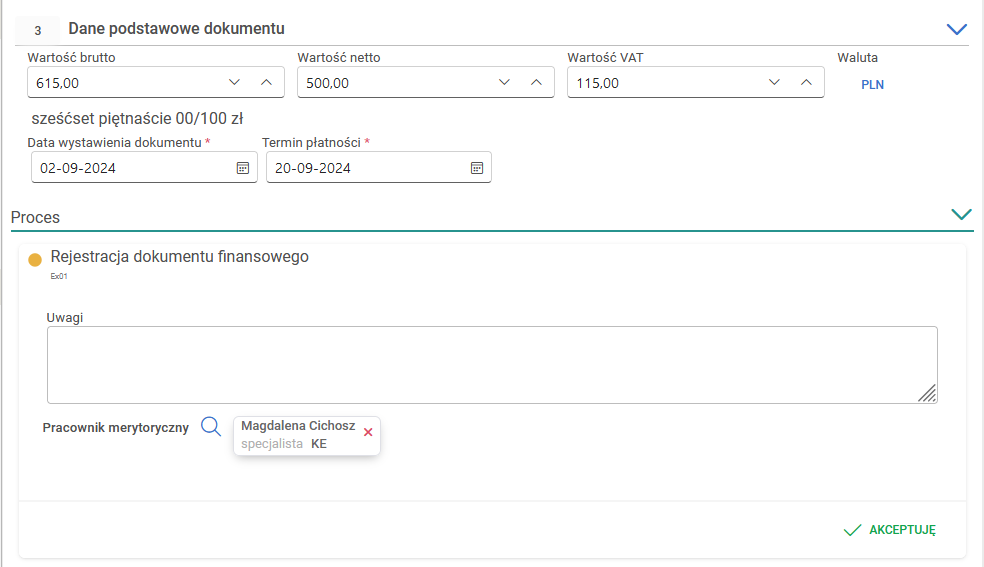 3 Dane podstawowe dokumentu
Wartość brutto Wartość netto Wartość VAT Waluta
615,00 500,00 115,00 PLN
sześćset piętnaście 00/100 zł
Data wystawienia dokumentu * Termin płatności *
02-09-2024 20-09-2024
Proces
Rejestracja dokumentu finansowego
Ex01
Uwagi
Pracownik merytoryczny Magdalena Cichosz
specjalista KE
AKCEPTUJĘ